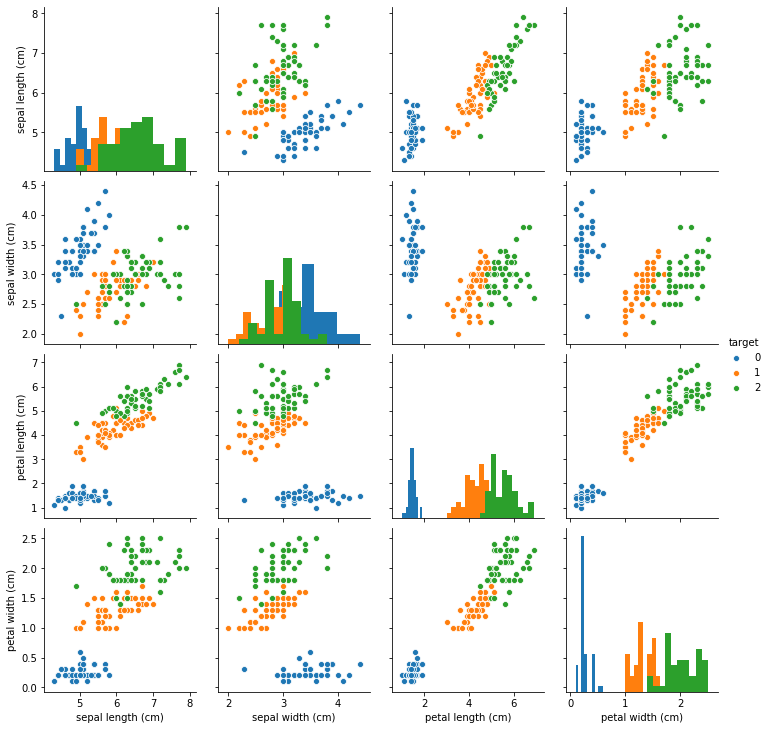 8
7
6
5
sepal length (cm)
4.5
4.0
3.5
3.0
2.5
2.0
sepal width (cm)
target
0
1
2
7
6
5
4
3
2
1
petal length (cm)
2.5
2.0
1.5
1.0
0.5
0.0
petal width (cm)
5 6 7 8
2 3 4
2 4 6
0 1 2
sepal length (cm) sepal width (cm) petal length (cm) petal width (cm)